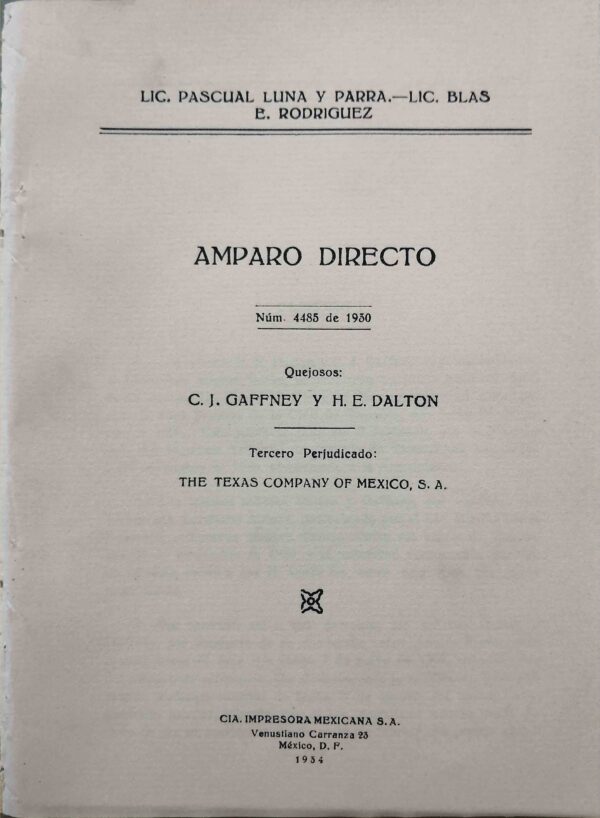 LIC. PASCUAL LUNA Y PARRA.—LIC. BLAS
E. RODRIGUEZ
AMPARO DIRECTO
Núm. 4485 de 1930
Quejosos:
C. J. GAFFNEY Y H. E. DALTON
Tercero Perjudicado:
THE TEXAS COMPANY OF MEXICO, S. A.
CIA. IMPRESORA MEXICANA S. A.
Venustiano Carranza 23
México, D. F.
1934